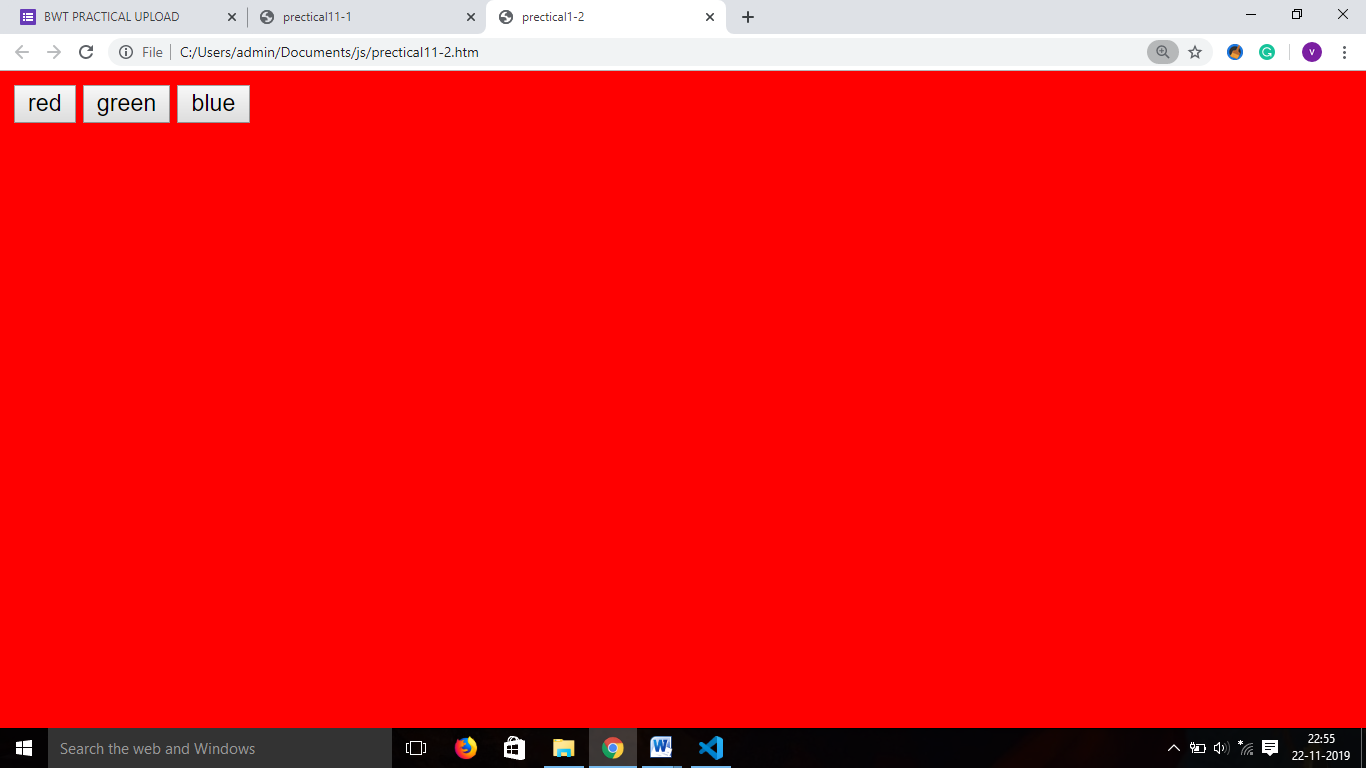 BWT PRACTICAL UPLOAD prectical11-1 prectical1-2
File C:/Users/admin/Documents/js/prectical11-2.htm V
red green blue
Search the web and Windows 22:55
22-11-2019